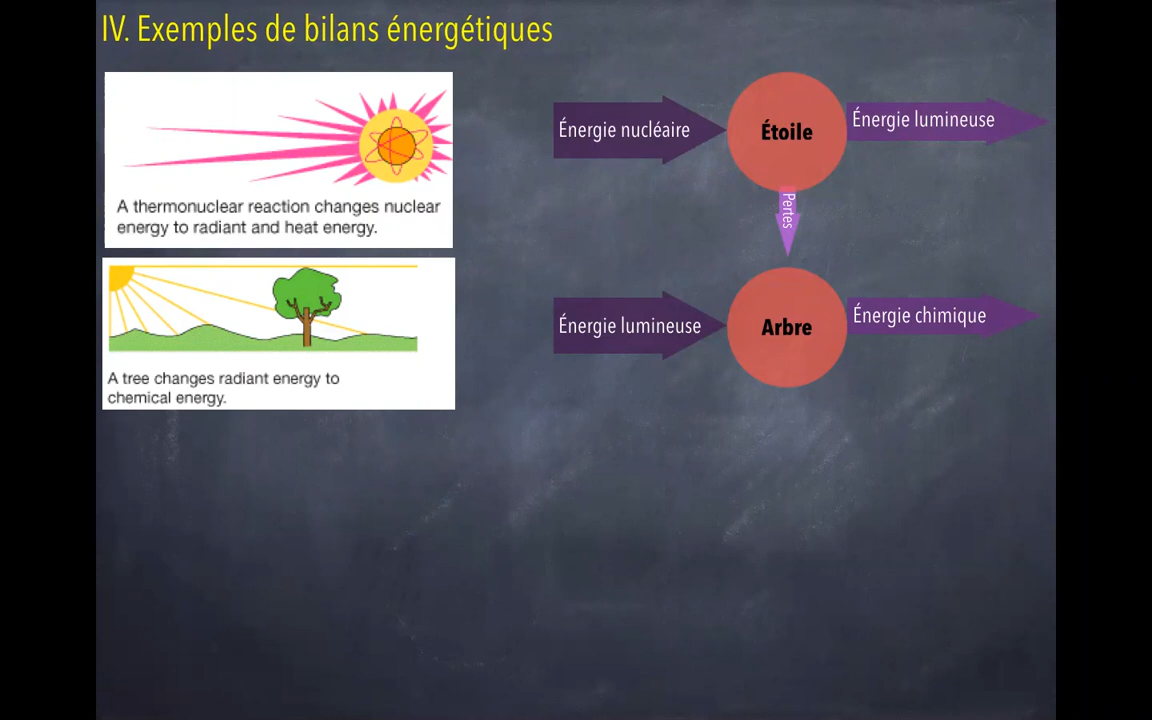 IV. Exemples de bilans énergétiques
A thermonuclear reaction changes nuclear
energy to radiant and heat energy.
Énergie nucléaire
Étoile
Énergie lumineuse
Pertes
A tree changes radiant energy to
chemical energy.
Énergie lumineuse
Arbre
Énergie chimique